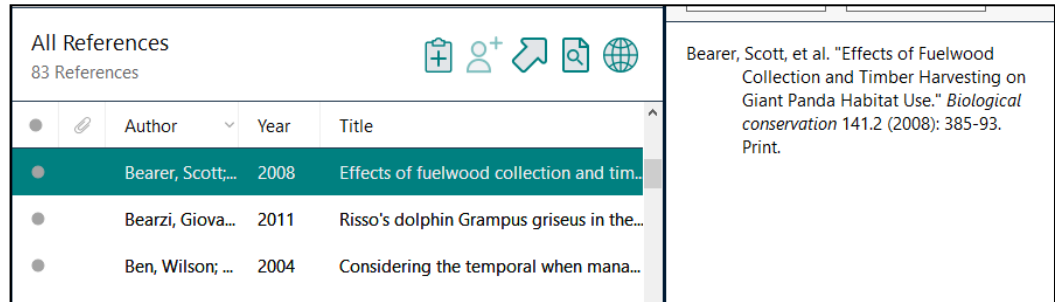 All References
83 References
Author Year Title
Bearer, Scott;... 2008 Effects of fuelwood collection and tim...
Bearzi, Giova... 2011 Risso's dolphin Grampus griseus in the...
Ben, Wilson; ... 2004 Considering the temporal when mana...
Bearer, Scott, et al. "Effects of Fuelwood
Collection and Timber Harvesting on
Giant Panda Habitat Use." Biological
conservation 141.2 (2008): 385-93.
Print.